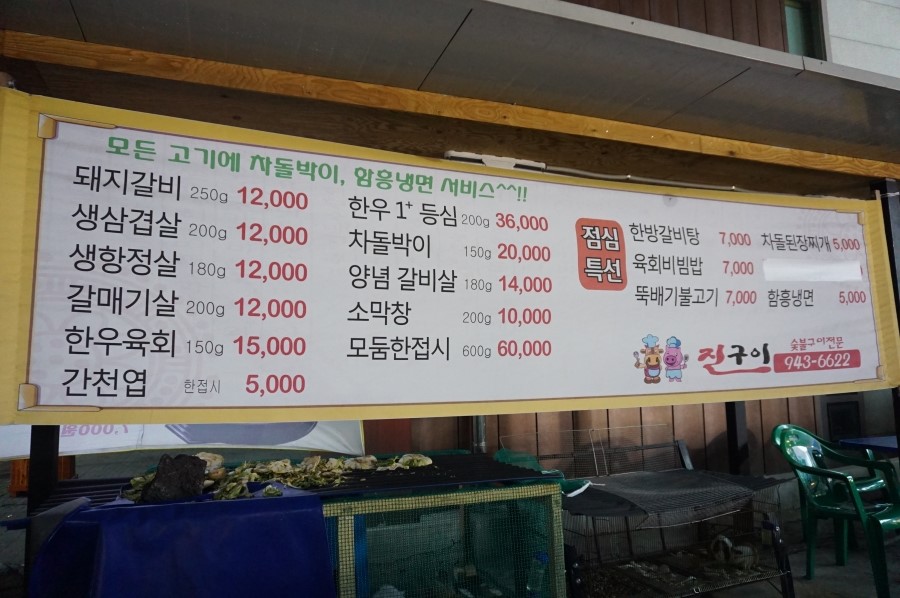 모든 고기에 차돌박이, 함흥냉면 서비스^^!!
돼지갈비 250g 12,000
생삼겹살 200g 12,000
생항정살 180g 12,000
갈매기살 200g 12,000
한우육회 150g 15,000
간천엽 한접시 5,000
한우 1+ 등심 200g 36,000
차돌박이 150g 20,000
양념 갈비살 180g 14,000
소막창 200g 10,000
모둠한접시 600g 60,000
점심
특선
한방갈비탕 7,000
육회비빔밥 7,000
뚝배기불고기 7,000
차돌된장찌개 5,000
함흥냉면 5,000
숯불구이전문
진구이 943-6622
7,000원